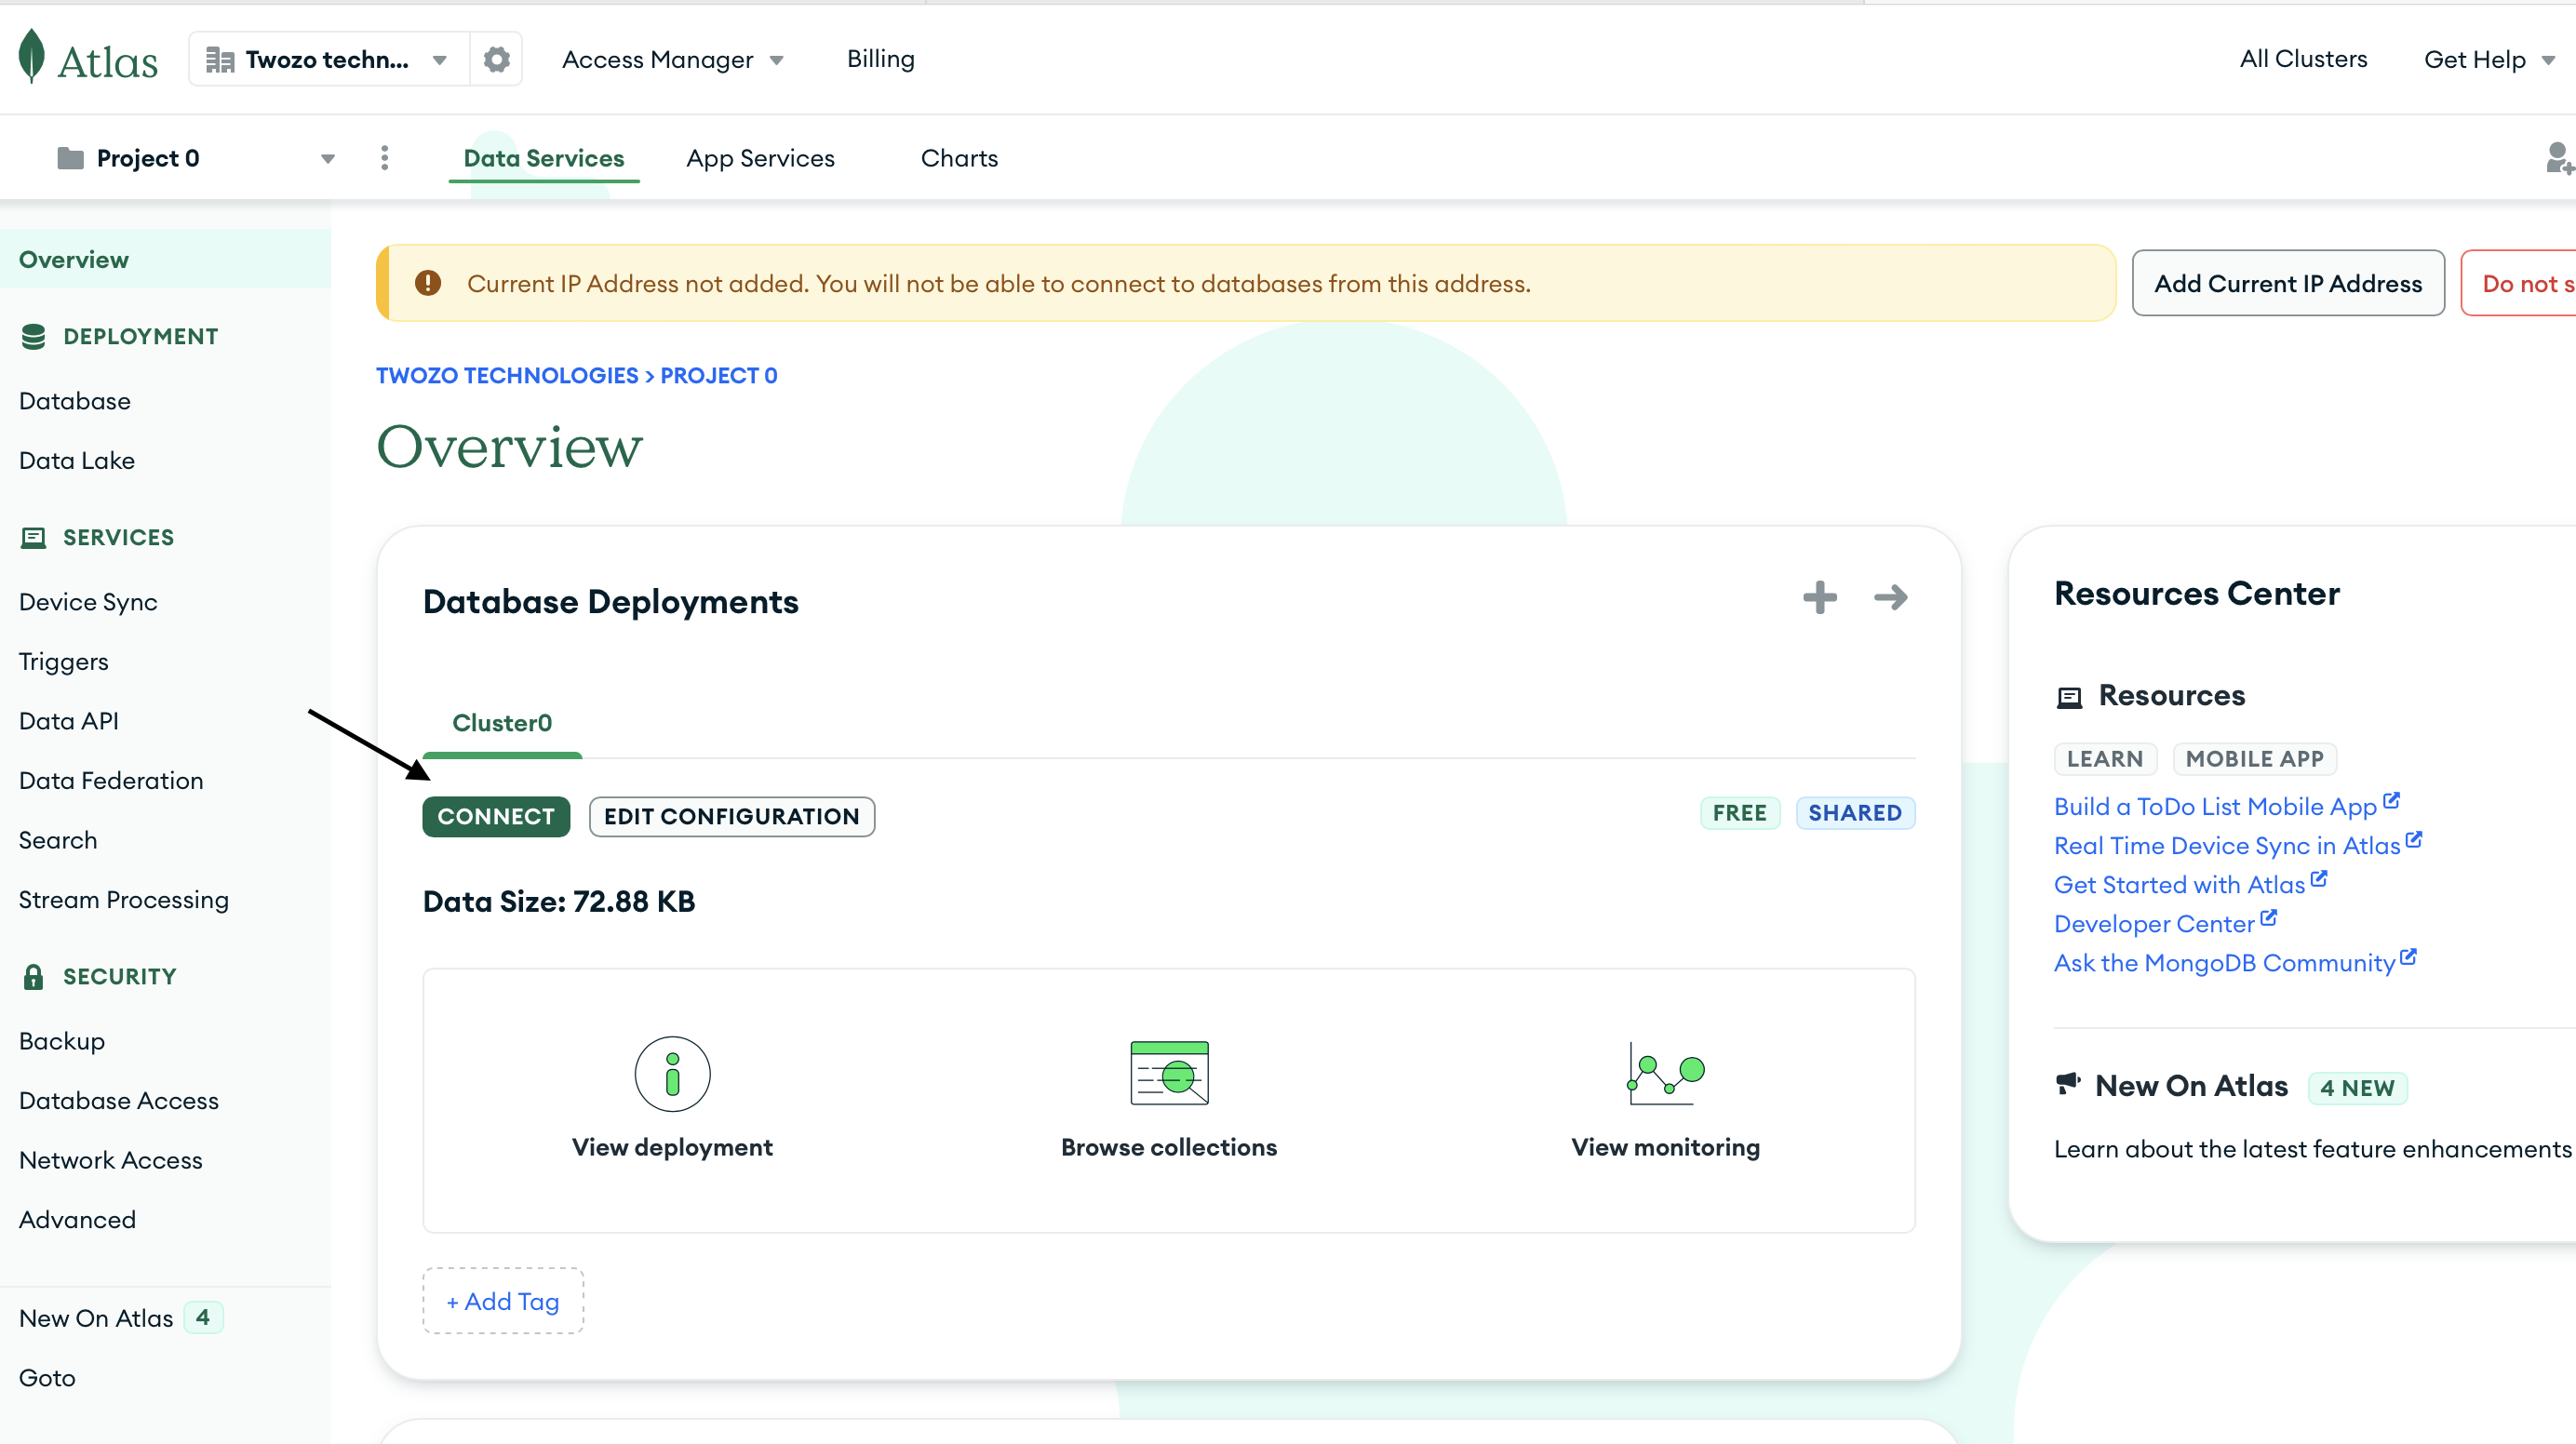 Atlas
Twozo techn...
Access Manager
Billing
All Clusters
Get Help
Project 0
Data Services
App Services
Charts
Overview
DEPLOYMENT
Database
Data Lake
SERVICES
Device Sync
Triggers
Data API
Data Federation
Search
Stream Processing
SECURITY
Backup
Database Access
Network Access
Advanced
New On Atlas 4
Goto
Current IP Address not added. You will not be able to connect to databases from this address.
Add Current IP Address
Do not s
TWOZO TECHNOLOGIES > PROJECT 0
Overview
Database Deployments
Cluster0
CONNECT
EDIT CONFIGURATION
FREE
SHARED
Data Size: 72.88 KB
View deployment
Browse collections
View monitoring
+ Add Tag
Resources Center
Resources
LEARN
MOBILE APP
Build a ToDo List Mobile App
Real Time Device Sync in Atlas
Get Started with Atlas
Developer Center
Ask the MongoDB Community
New On Atlas 4 NEW
Learn about the latest feature enhancements